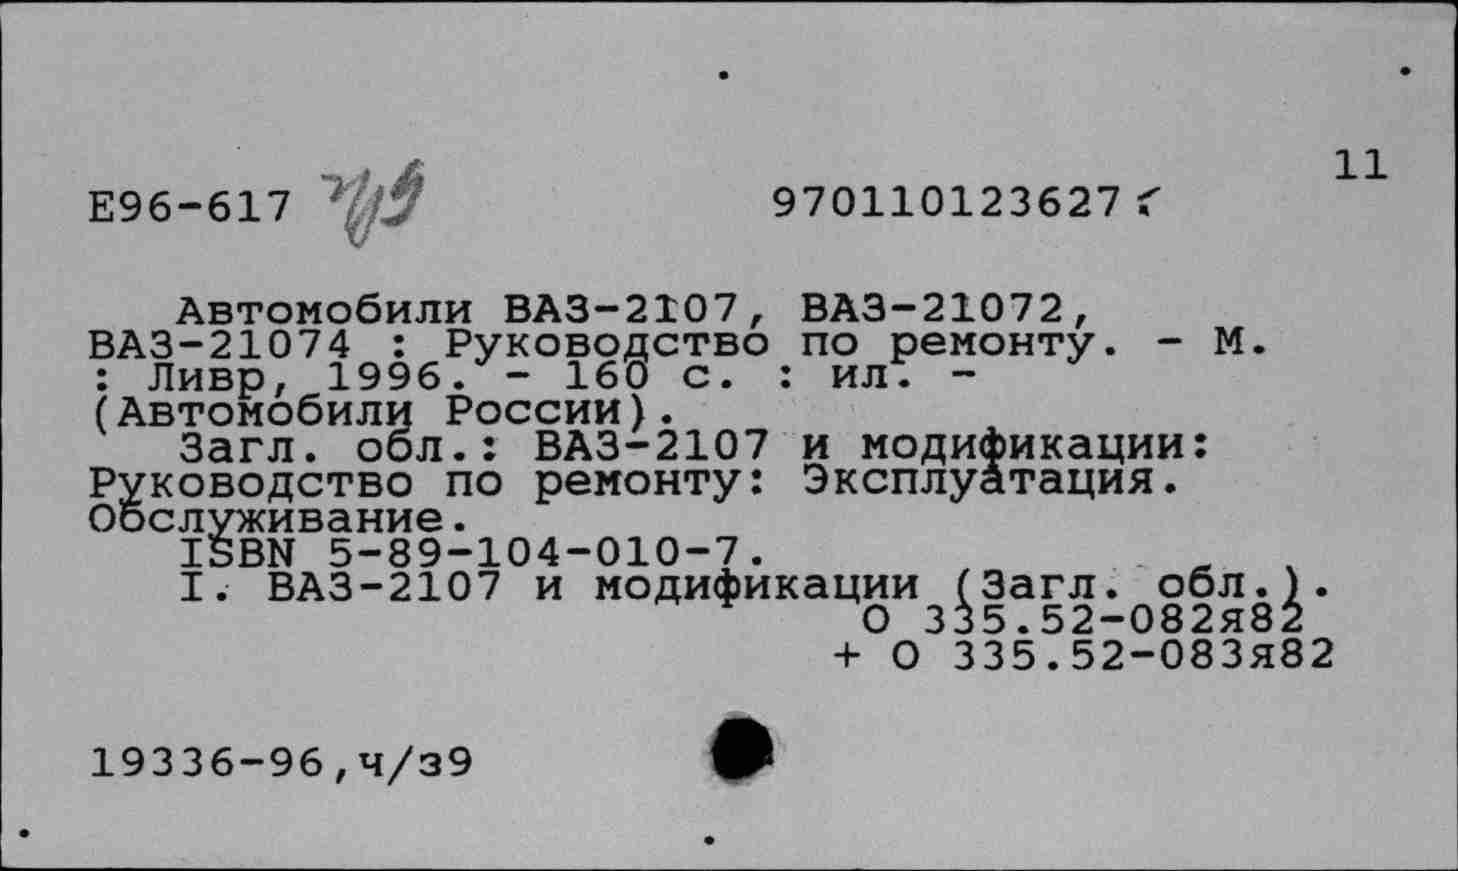 11
Е96-617 970110123627
Автомобили ВАЗ-2107, ВАЗ-21072,
ВАЗ-21074 : Руководство по ремонту. - М.
: Ливр, 1996. - 160 с. : ил. -
(Автомобили России).
Загл. обл.: ВАЗ-2107 и модификации:
Руководство по ремонту: Эксплуатация.
Обслуживание.
ISBN 5-89-104-010-7.
I. ВАЗ-2107 и модификации (Загл. обл.).
О 335.52-082я82
+ О 335.52-083я82
19336-96,ч/з9